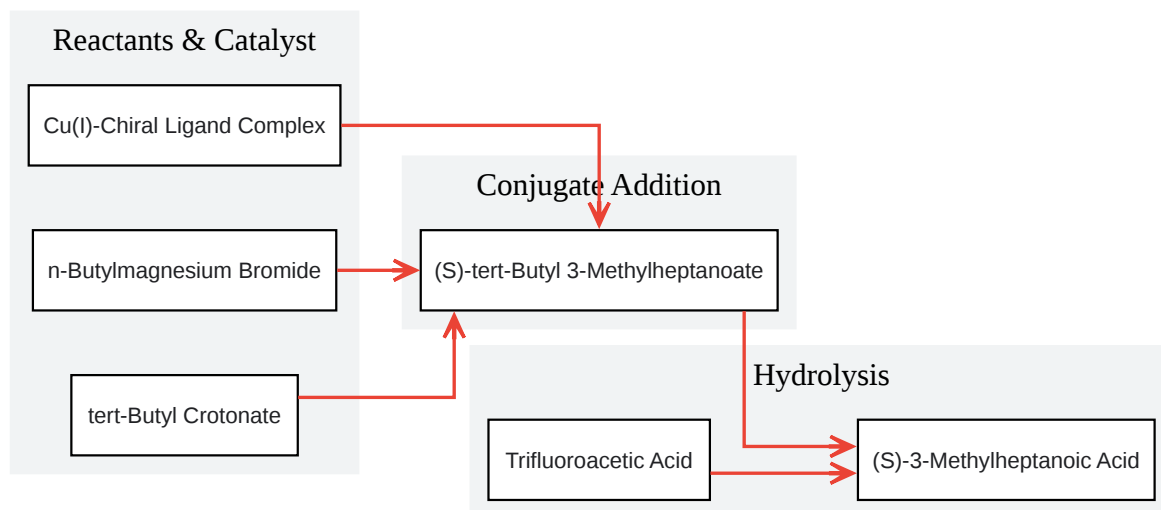 Reactants & Catalyst
Cu(I)-Chiral Ligand Complex
n-Butylmagnesium Bromide
tert-Butyl Crotonate
Conjugate Addition
(S)-tert-Butyl 3-Methylheptanoate
Hydrolysis
Trifluoroacetic Acid
(S)-3-Methylheptanoic Acid